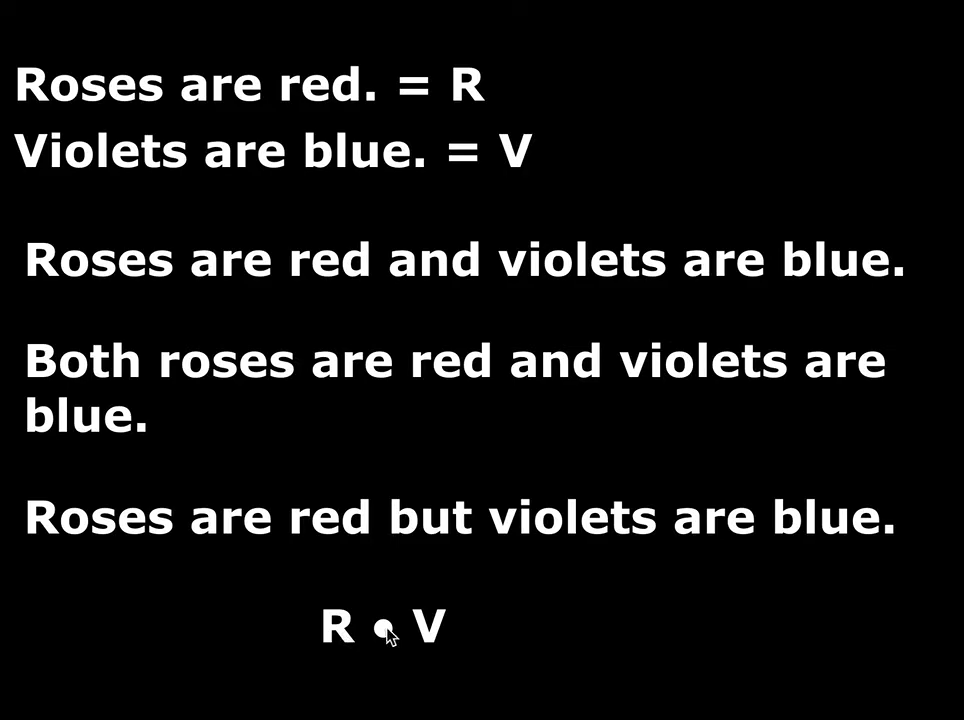 Roses are red. = R
Violets are blue. = V
Roses are red and violets are blue.
Both roses are red and violets are
blue.
Roses are red but violets are blue.
R • V